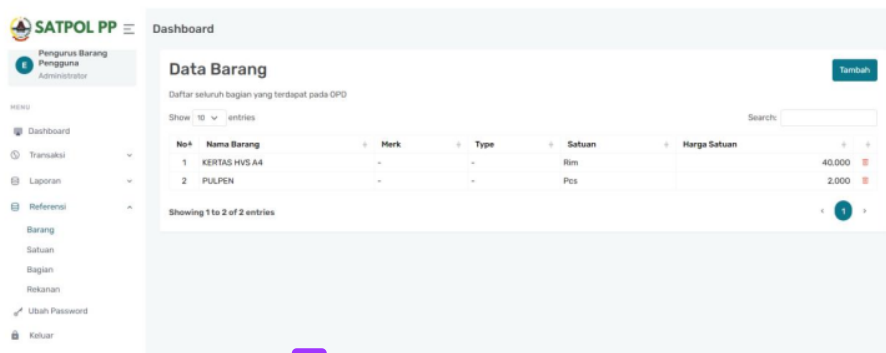 SATPOL PP
Dashboard
E
Pengurus Barang
Pengguna
Administrator
MENU
Dashboard
Transaksi
Laporan
Referensi
Barang
Satuan
Bagian
Rekanan
Ubah Password
Keluar
Data Barang
Tambah
Daftar seluruh bagian yang terdapat pada OPD
Show 10 entries
Search:
No Nama Barang Merk Type Satuan Harga Satuan
1 KERTAS HVS A4 - - Rim 40.000
2 PULPEN - - Pcs 2.000
Showing 1 to 2 of 2 entries
1